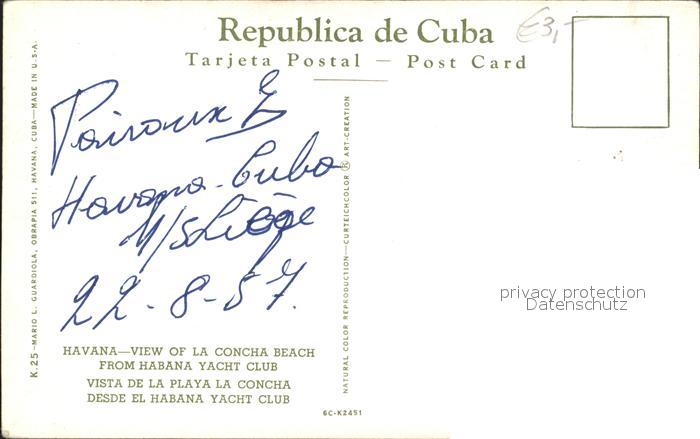 Republica de Cuba
€3,-
Tarjeta Postal — Post Card
Poiroux E
Havana-Cuba
M/S Liège
22-8-57.
HAVANA—VIEW OF LA CONCHA BEACH
FROM HABANA YACHT CLUB
VISTA DE LA PLAYA LA CONCHA
DESDE EL HABANA YACHT CLUB
K.25—MARIO L. GUARDIOLA, OBRAPIA 511, HAVANA, CUBA—MADE IN U.S.A.
NATURAL COLOR REPRODUCTION—CURTEICHCOLOR ® ART-CREATION
6C-K2451
privacy protection
Datenschutz